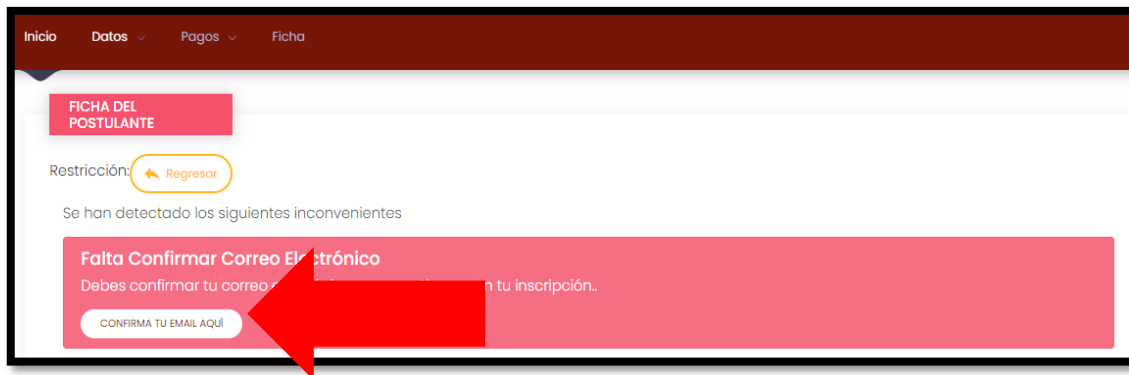 Inicio Datos Pagos Ficha
FICHA DEL
POSTULANTE
Restricción: Regresar
Se han detectado los siguientes inconvenientes
Falta Confirmar Correo Electrónico
Debes confirmar tu correo n tu inscripción..
CONFIRMA TU EMAIL AQUÍ